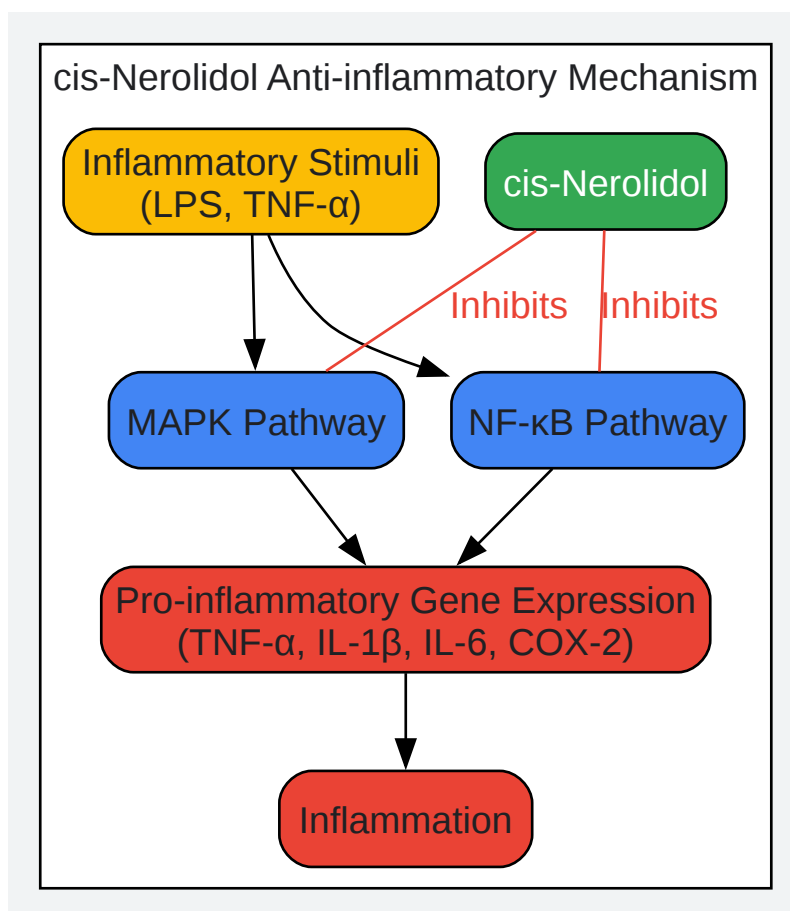 cis-Nerolidol Anti-inflammatory Mechanism
Inflammatory Stimuli
(LPS, TNF-α)
cis-Nerolidol
Inhibits
Inhibits
MAPK Pathway
NF-κB Pathway
Pro-inflammatory Gene Expression
(TNF-α, IL-1β, IL-6, COX-2)
Inflammation